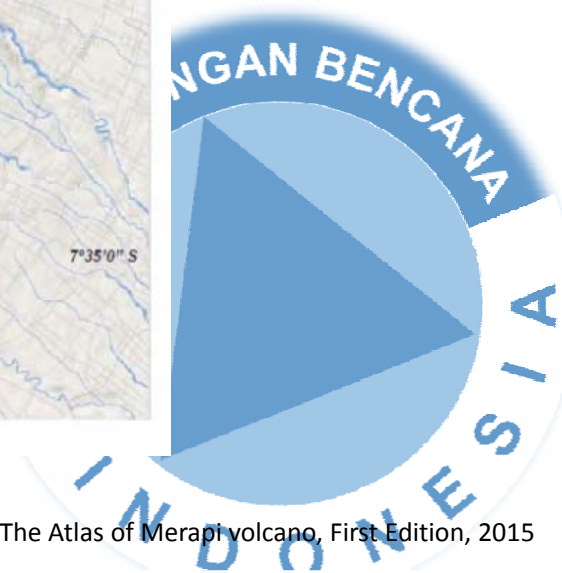 NGAN BENCANA
7°35'0" S
INDONESIA
The Atlas of Merapi volcano, First Edition, 2015